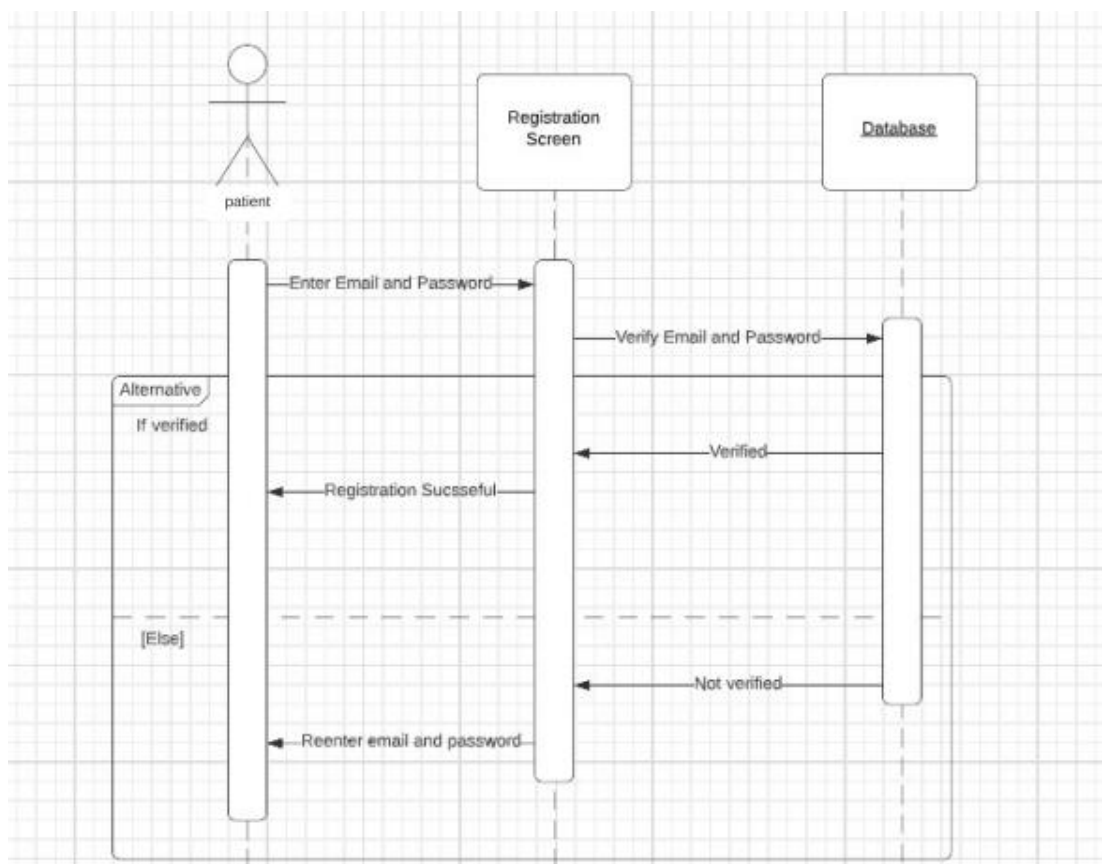 Registration
Screen
Database
patient
Enter Email and Password
Verify Email and Password
Alternative
If verified
Verified
Registration Sucsseful
[Else]
Not verified
Reenter email and password